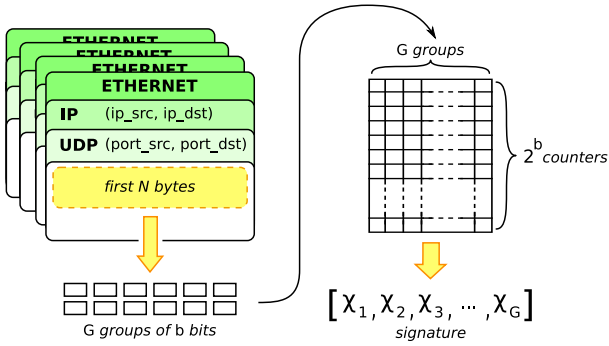 ETHERNET
ETHERNET
ETHERNET
ETHERNET
IP (ip_src, ip_dst)
UDP (port_src, port_dst)
first N bytes
G groups of b bits
G groups
2^b counters
[χ1, χ2, χ3, ..., χG]
signature